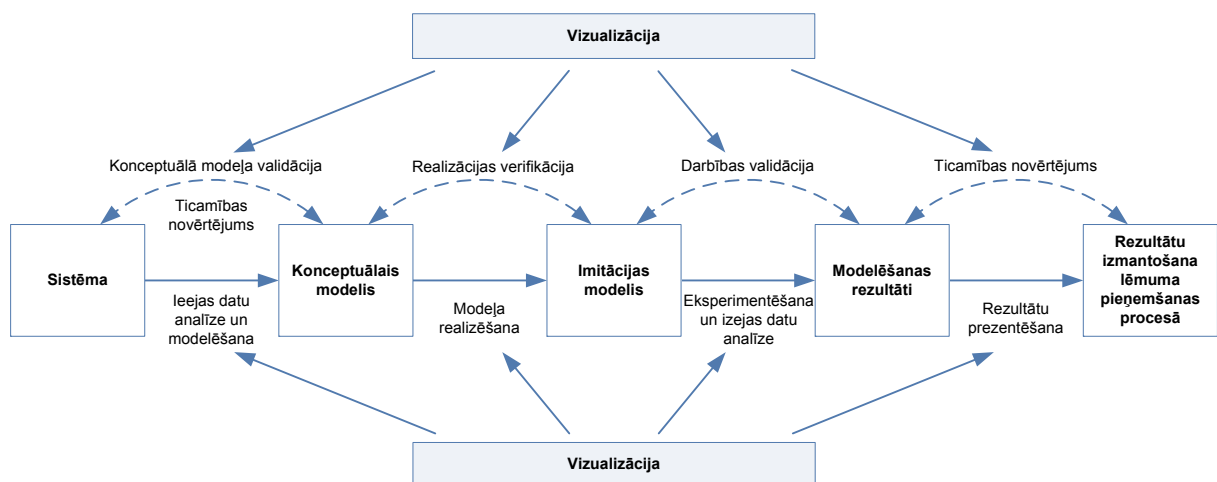 Vizualizācija
Konceptuālā modeļa validācija
Realizācijas verifikācija
Darbības validācija
Ticamības novērtējums
Ticamības
novērtējums
Sistēma
Konceptuālais
modelis
Imitācijas
modelis
Modelēšanas
rezultāti
Rezultātu
izmantošana
lēmuma
pieņemšanas
procesā
Ieejas datu
analīze un
modelēšana
Modeļa
realizēšana
Eksperimentēšana
un izejas datu
analīze
Rezultātu
prezentēšana
Vizualizācija